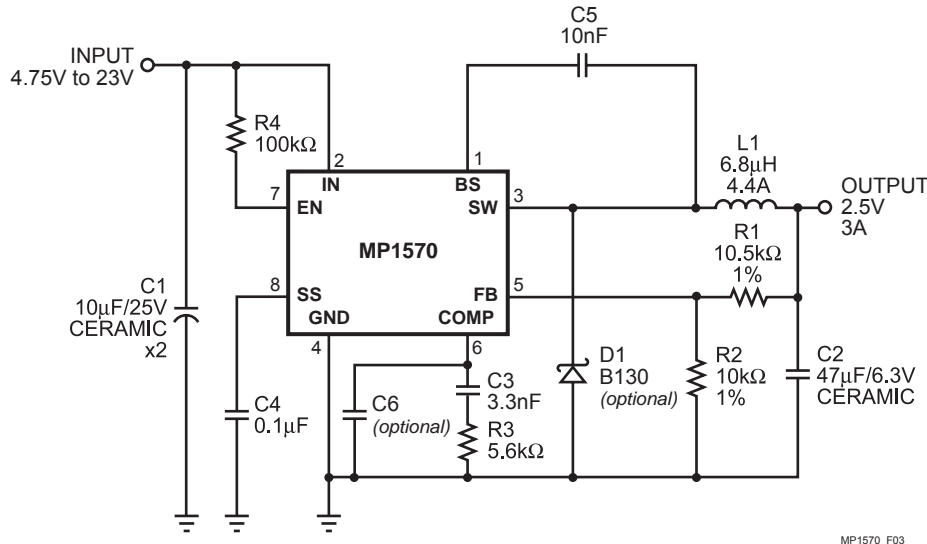 C5
10nF
INPUT
4.75V to 23V
R4
100kΩ
2
1
L1
6.8µH
4.4A
IN
BS
7
EN
SW
3
OUTPUT
2.5V
3A
MP1570
R1
10.5kΩ
1%
C1
10µF/25V
CERAMIC
x2
8
SS
FB
5
GND
COMP
4
6
D1
B130
(optional)
R2
10kΩ
1%
C2
47µF/6.3V
CERAMIC
C3
3.3nF
C4
0.1µF
C6
(optional)
R3
5.6kΩ
MP1570_F03